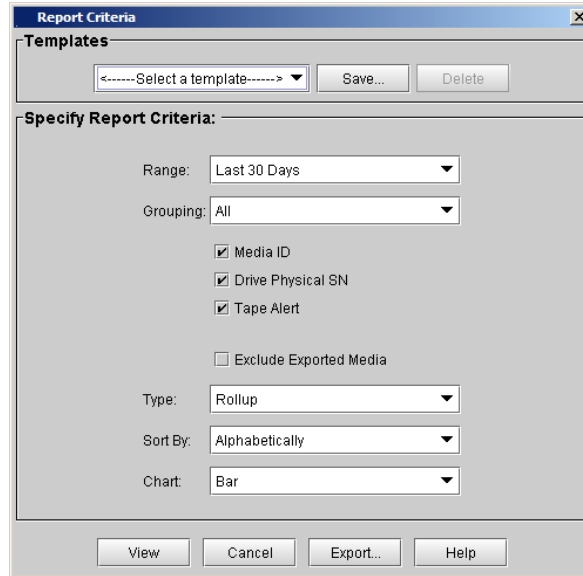 Report Criteria
Templates
<------Select a template------> Save... Delete
Specify Report Criteria:
Range: Last 30 Days
Grouping: All
Media ID
Drive Physical SN
Tape Alert
Exclude Exported Media
Type: Rollup
Sort By: Alphabetically
Chart: Bar
View Cancel Export... Help